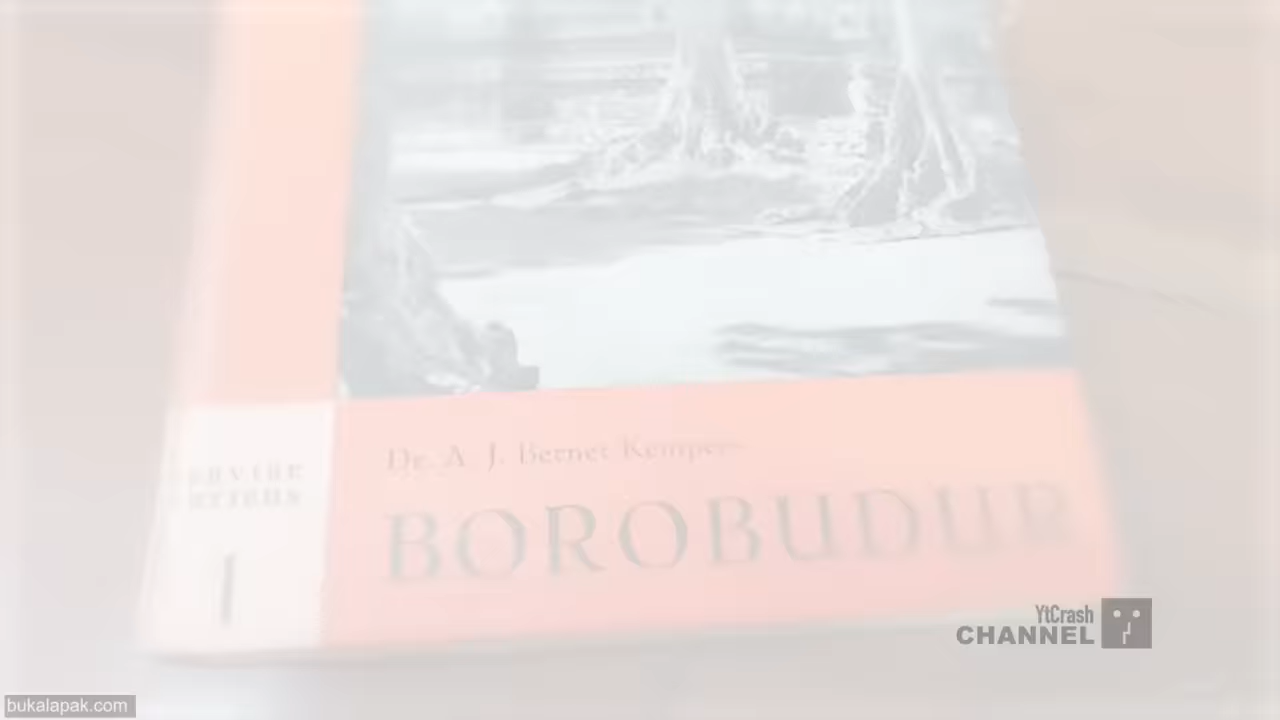 Dr. A. J. Bernet Kempers
BOROBUDUR
1
YtCrash
CHANNEL
bukalapak.com